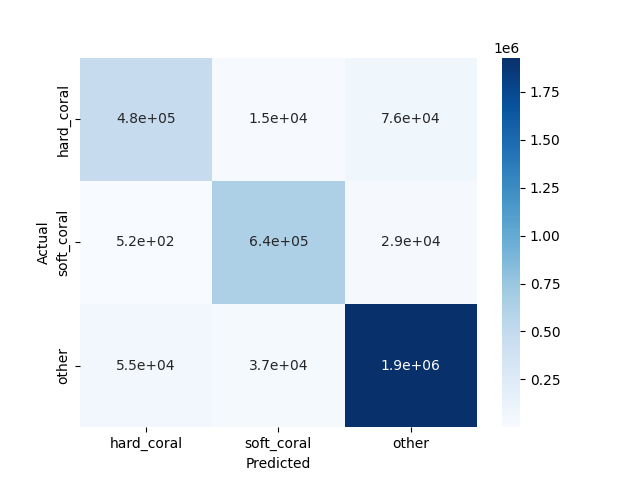 1e6
hard_coral
4.8e+05 1.5e+04 7.6e+04
soft_coral
5.2e+02 6.4e+05 2.9e+04
other
5.5e+04 3.7e+04 1.9e+06
Actual
hard_coral soft_coral other
Predicted
1.75
1.50
1.25
1.00
0.75
0.50
0.25